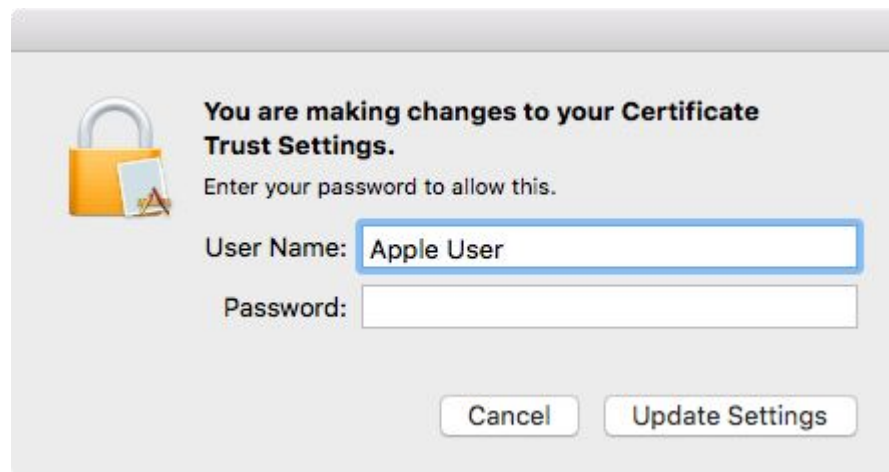 You are making changes to your Certificate
Trust Settings.
Enter your password to allow this.
User Name: Apple User
Password:
Cancel Update Settings